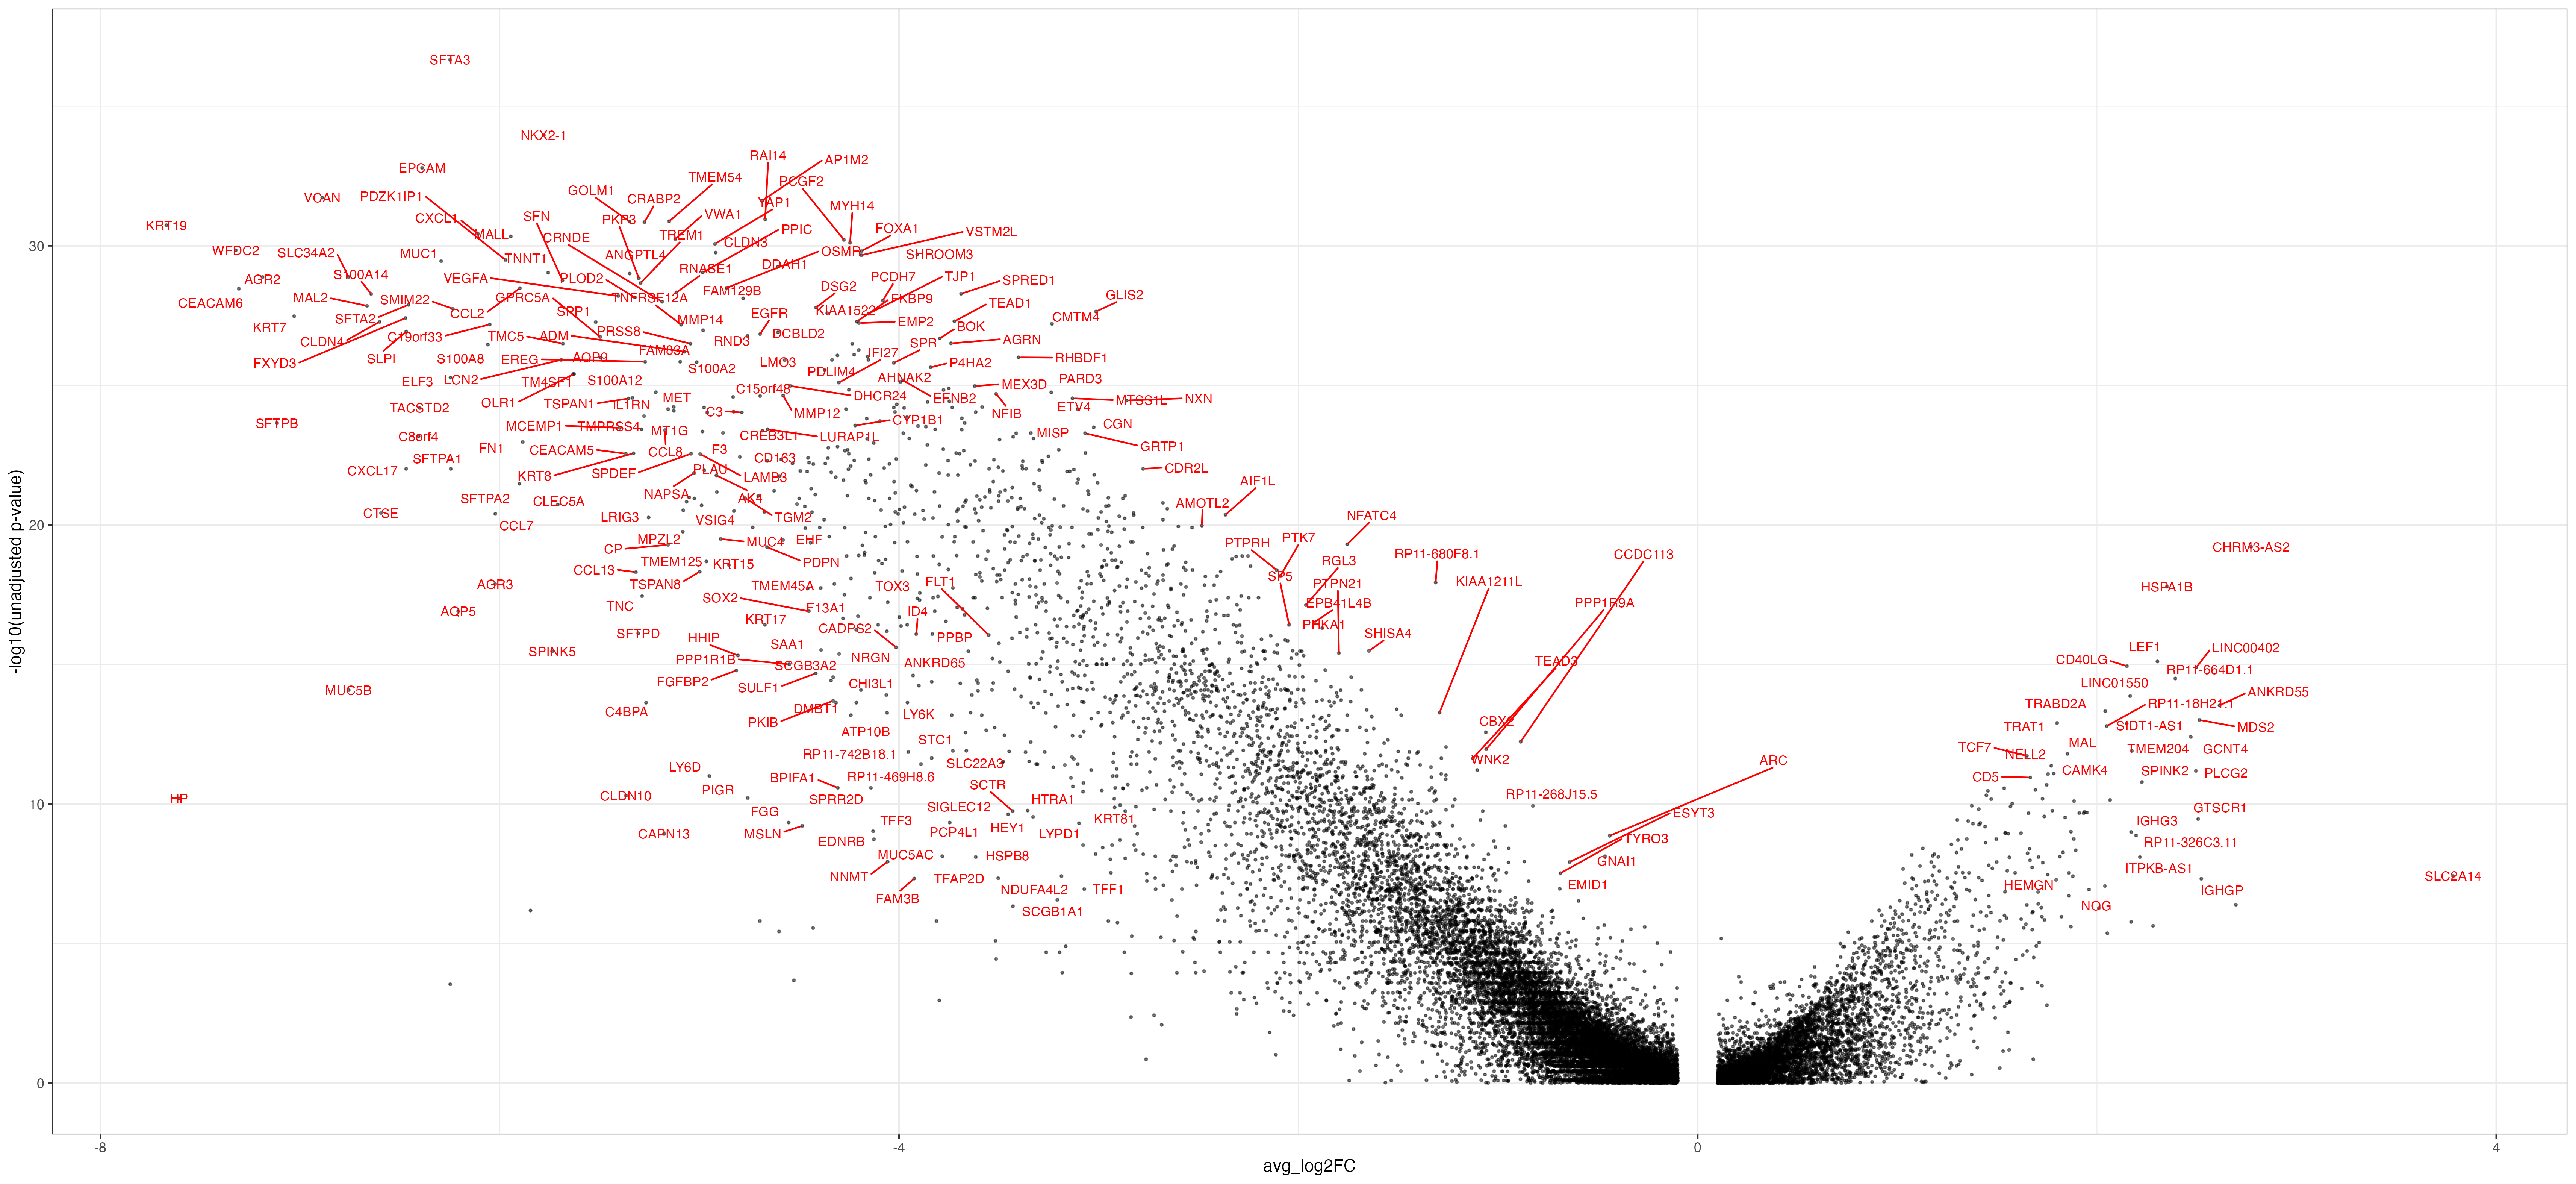 SFTA3
NKX2-1
RAI14
AP1M2
EPCAM
TMEM54
PCGF2
GOLM1
VOAN
PDZK1IP1
CRABP2
YAP1
MYH14
CXCL1
SFN
PKP3
VWA1
KRT19
MALL
CRNDE
TREM1
PPIC
FOXA1
VSTM2L
CLDN3
30
WFDC2
SLC34A2
MUC1
TNNT1
ANGPTL4
OSMR
SHROOM3
AGR2
S100A14
VEGFA
PLOD2
RNASE1
DDAH1
PCDH7
TJP1
SPRED1
CEACAM6
MAL2
SMIM22
GPRC5A
TNFRSF12A
FAM129B
DSG2
FKBP9
TEAD1
GLIS2
KRT7
SFTA2
CCL2
SPP1
MMP14
EGFR
KIAA1522
EMP2
BOK
CMTM4
CLDN4
C19orf33
TMC5
ADM
PRSS8
RND3
DCBLD2
SPR
AGRN
FXYD3
SLPI
S100A8
EREG
AQP9
FAM83A
S100A2
LMO3
IFI27
P4HA2
RHBDF1
ELF3
LCN2
TM4SF1
S100A12
PDLIM4
AHNAK2
MEX3D
PARD3
TACSTD2
OLR1
TSPAN1
IL1RN
MET
C15orf48
DHCR24
EFNB2
MTSS1L
NXN
SFTPB
MCEMP1
TMPRSS4
C3
MMP12
CYP1B1
NFIB
ETV4
CGN
C8orf4
FN1
CEACAM5
MT1G
CREB3L1
LURAP1L
MISP
GRTP1
CXCL17
SFTPA1
KRT8
CCL8
F3
CD163
CDR2L
SPDEF
PLAU
LAMB3
SFTPA2
CLEC5A
NAPSA
AK4
AMOTL2
AIF1L
CTSE
CCL7
LRIG3
VSIG4
TGM2
NFATC4
20
CP
MPZL2
MUC4
EHF
PTPRH
PTK7
RP11-680F8.1
CCDC113
CHRM3-AS2
CCL13
TMEM125
KRT15
PDPN
SP5
RGL3
AGR3
TSPAN8
TMEM45A
TOX3
FLT1
PTPN21
KIAA1211L
HSPA1B
AQP5
TNC
SOX2
F13A1
ID4
EPB41L4B
PPP1R9A
SFTPD
KRT17
CADPS2
PPBP
PHKA1
SHISA4
SPINK5
HHIP
SAA1
NRGN
ANKRD65
TEAD3
LEF1
LINC00402
PPP1R1B
SCGB3A2
CD40LG
RP11-664D1.1
MUC5B
FGFBP2
SULF1
CHI3L1
LINC01550
ANKRD55
C4BPA
PKIB
DMBT1
LY6K
CBX2
TRABD2A
RP11-18H21.1
ATP10B
STC1
TRAT1
SIDT1-AS1
MDS2
RP11-742B18.1
SLC22A3
WNK2
ARC
TCF7
NELL2
MAL
TMEM204
GCNT4
LY6D
BPIFA1
RP11-469H8.6
CD5
CAMK4
SPINK2
PLCG2
HP
CLDN10
PIGR
SPRR2D
SCTR
HTRA1
RP11-268J15.5
10
FGG
SIGLEC12
KRT81
ESYT3
GTSCR1
CAPN13
MSLN
TFF3
PCP4L1
HEY1
LYPD1
TYRO3
IGHG3
EDNRB
MUC5AC
HSPB8
GNAI1
RP11-326C3.11
NNMT
TFAP2D
NDUFA4L2
TFF1
EMID1
HEMGN
ITPKB-AS1
SLC2A14
FAM3B
SCGB1A1
NOG
IGHGP
0
-8
-4
0
4
avg_log2FC
-log10(unadjusted p-value)